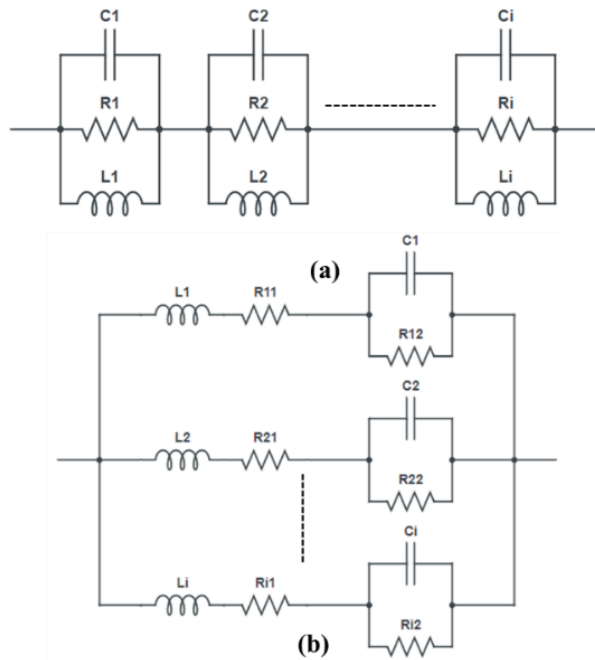 C1 C2 Ci
R1 R2 Ri
L1 L2 Li
(a)
C1
L1 R11
R12
C2
L2 R21
R22
Ci
Li Ri1
Ri2
(b)